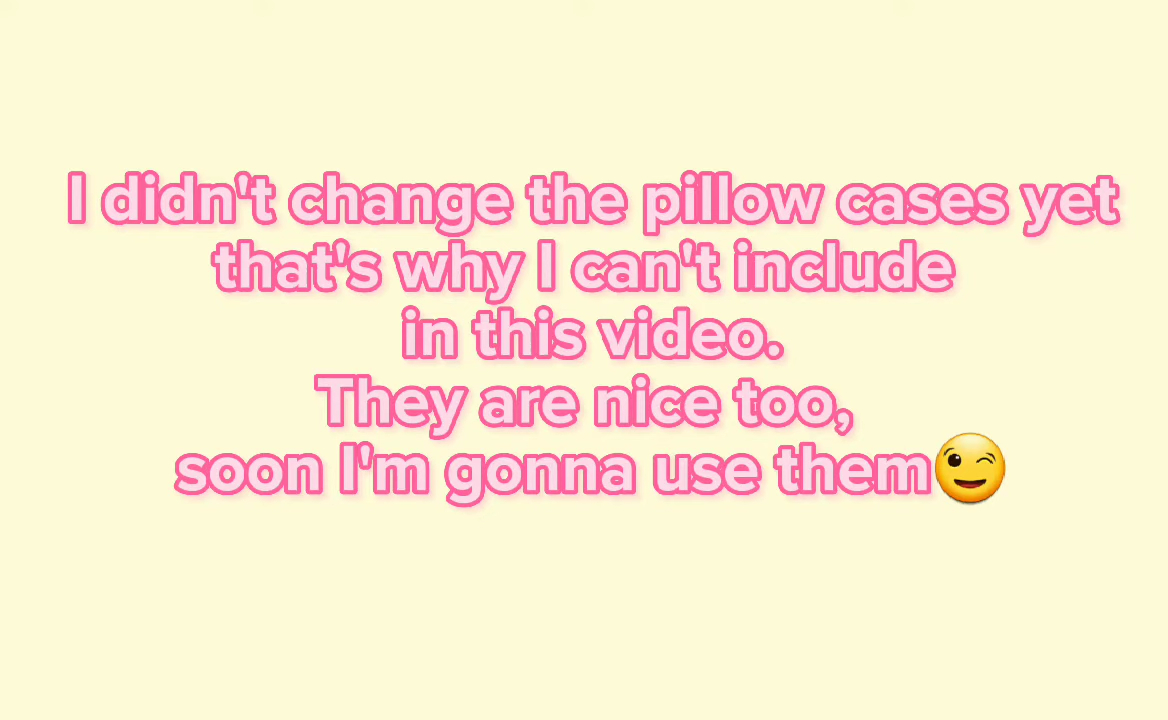 I didn't change the pillow cases yet
that's why I can't include
in this video.
They are nice too,
soon I'm gonna use them😉